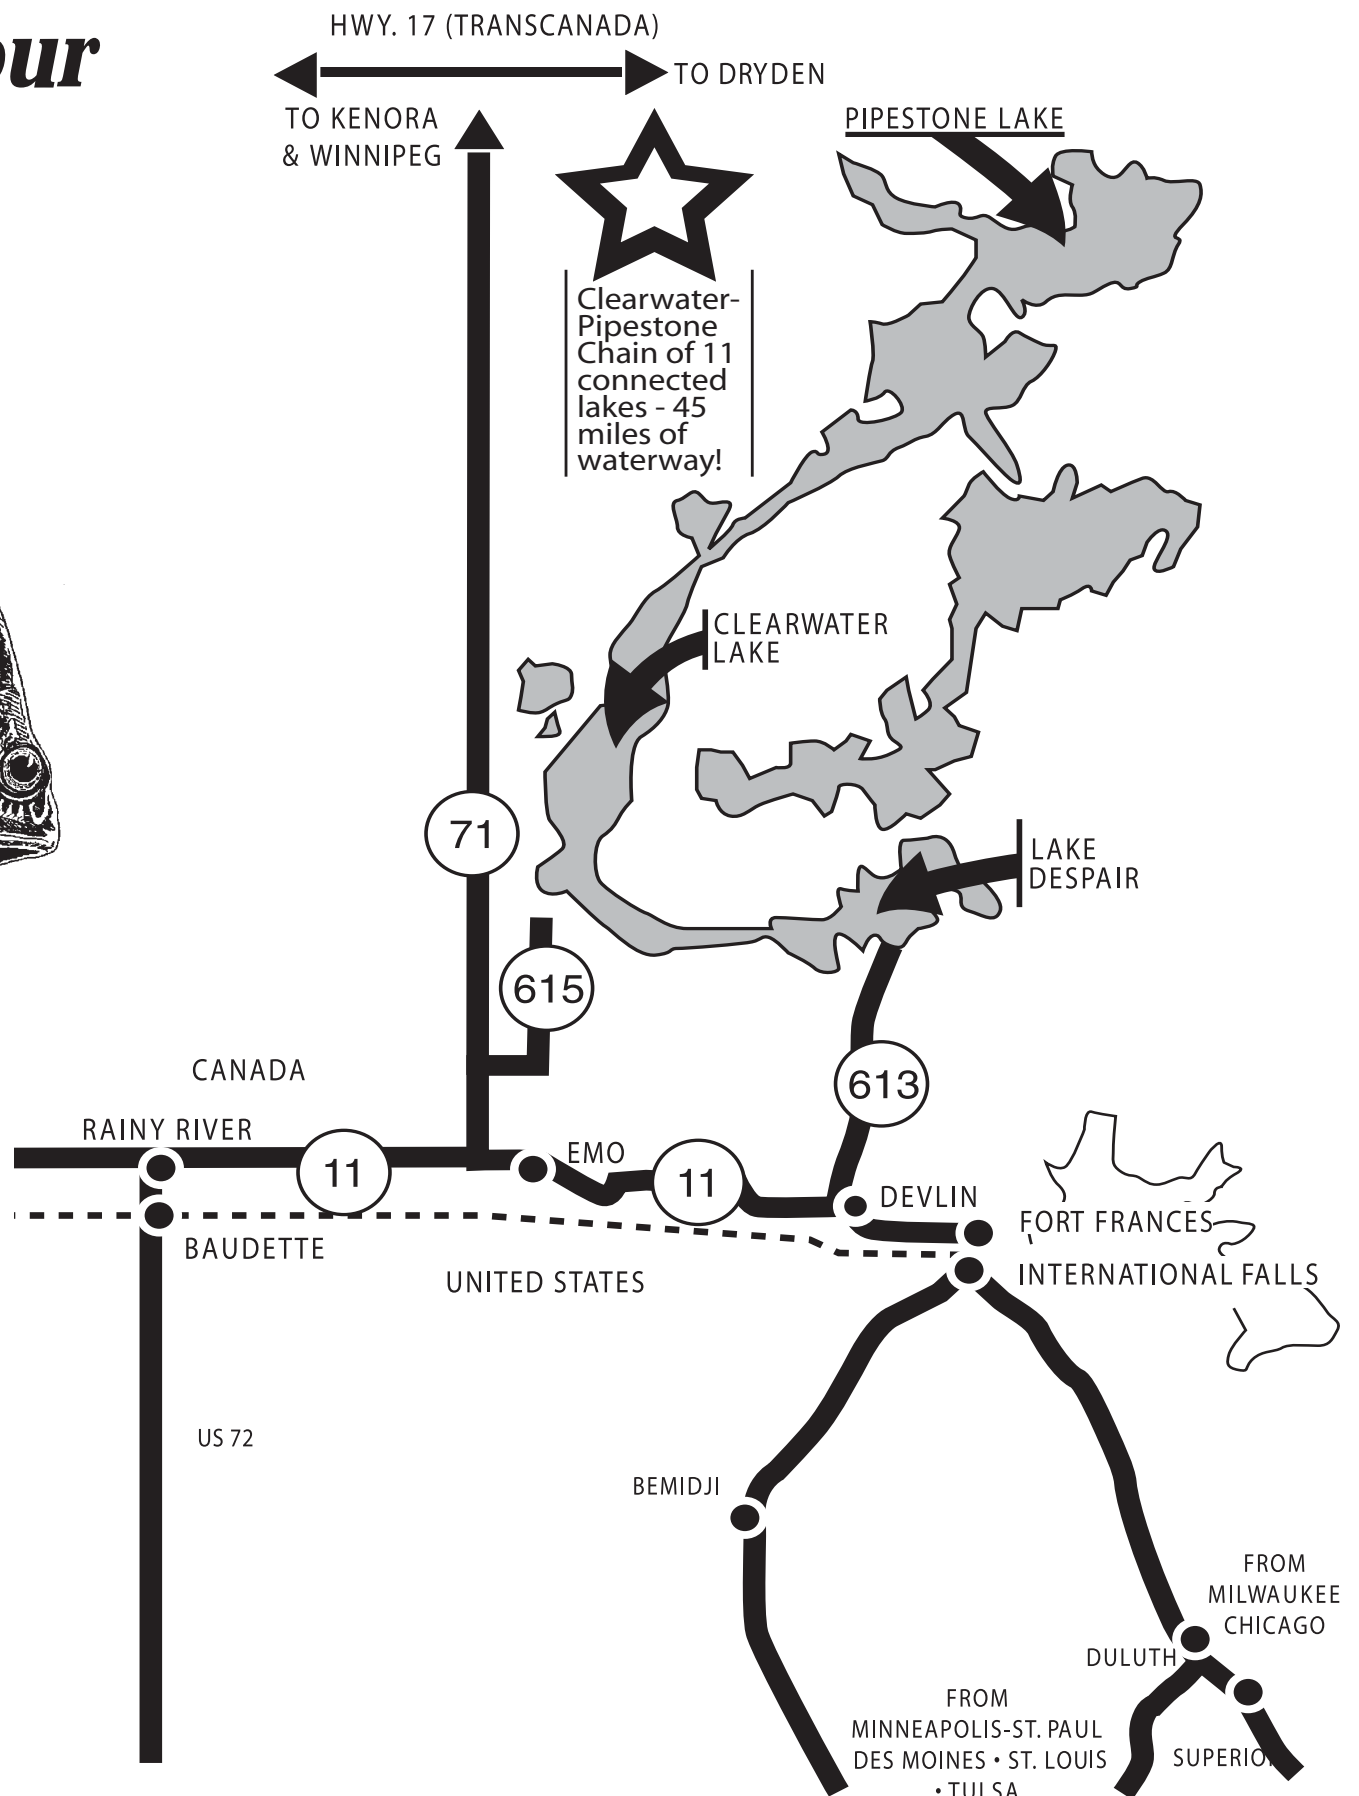 our
HWY. 17 (TRANSCANADA)
TO DRYDEN
TO KENORA
& WINNIPEG
PIPESTONE LAKE
Clearwater-
Pipestone
Chain of 11
connected
lakes - 45
miles of
waterway!
CLEARWATER
LAKE
71
LAKE
DESPAIR
615
CANADA
613
RAINY RIVER
EMO
11
11
DEVLIN
FORT FRANCES
BAUDETTE
UNITED STATES
INTERNATIONAL FALLS
US 72
BEMIDJI
FROM
MILWAUKEE
CHICAGO
DULUTH
FROM
MINNEAPOLIS-ST. PAUL
DES MOINES • ST. LOUIS
• TULSA
SUPERIOR